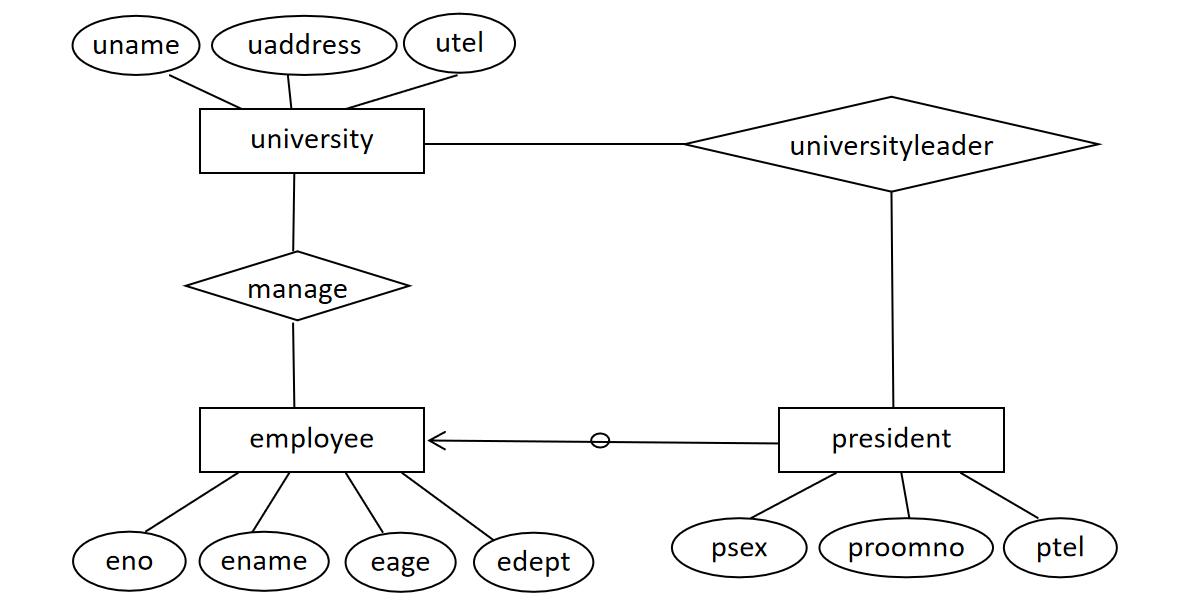 uname
uaddress
utel
university
universityleader
manage
employee
president
eno
ename
eage
edept
psex
proomno
ptel